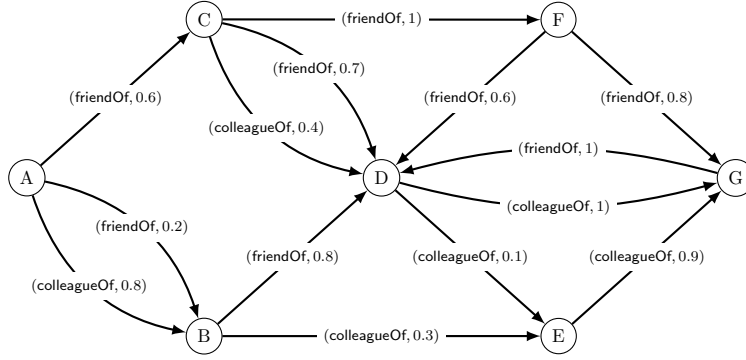 C
(friendOf, 1)
F
(friendOf, 0.7)
(friendOf, 0.6)
(friendOf, 0.6)
(friendOf, 0.8)
(colleagueOf, 0.4)
(friendOf, 1)
A
D
G
(colleagueOf, 1)
(friendOf, 0.2)
(friendOf, 0.8)
(colleagueOf, 0.1)
(colleagueOf, 0.9)
(colleagueOf, 0.8)
B
(colleagueOf, 0.3)
E